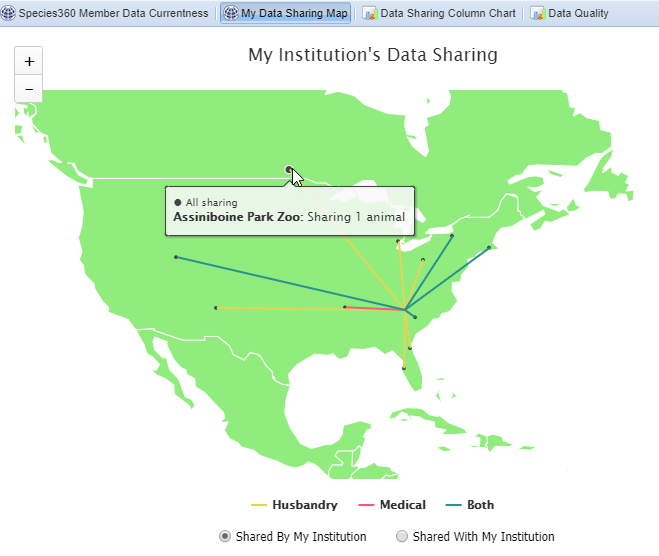 Species360 Member Data Currentness My Data Sharing Map Data Sharing Column Chart Data Quality
My Institution's Data Sharing
+
−
● All sharing
Assiniboine Park Zoo: Sharing 1 animal
Husbandry Medical Both
Shared By My Institution Shared With My Institution